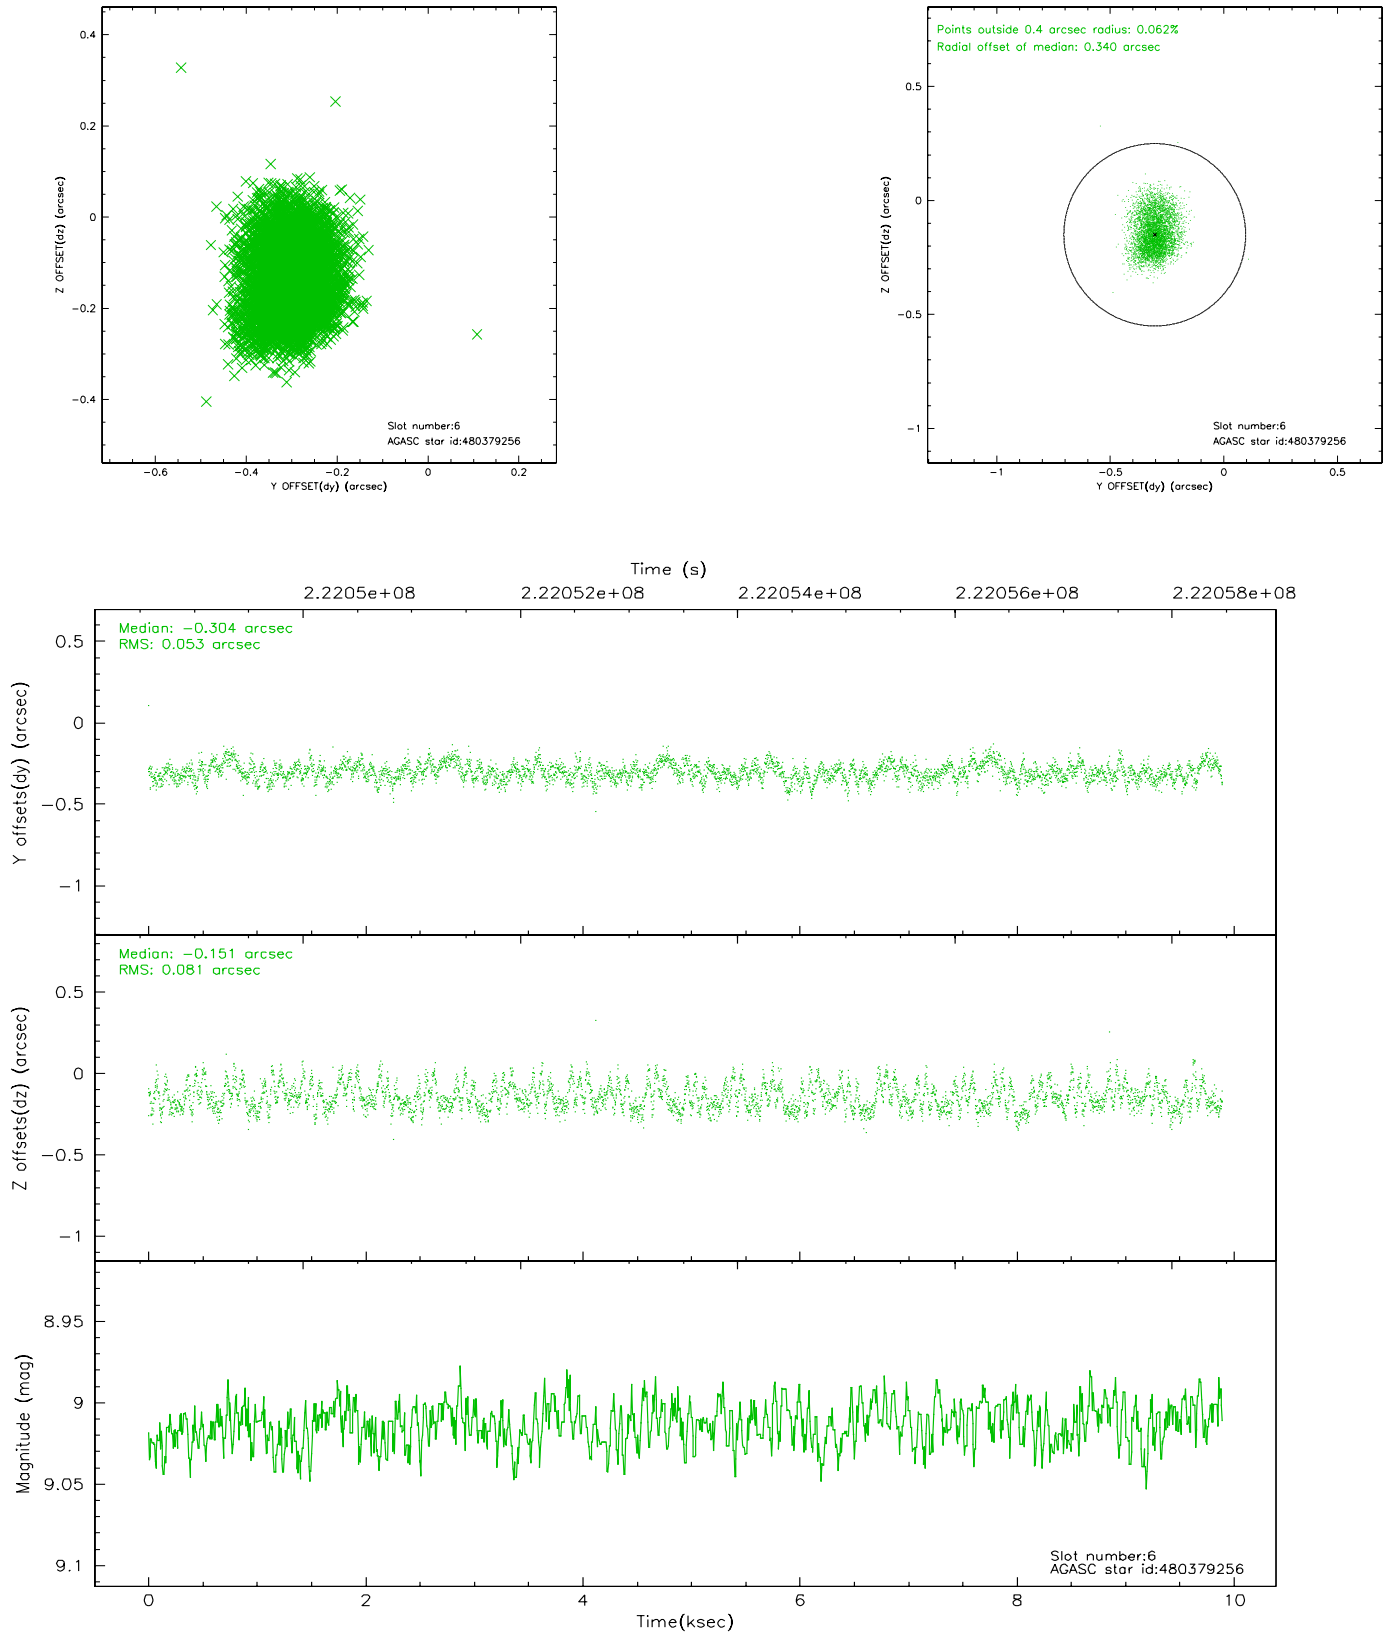 0.4
0.2
0
−0.2
−0.4
Z OFFSET(dz) (arcsec)
Slot number:6
AGASC star id:480379256
−0.6 −0.4 −0.2 0 0.2
Y OFFSET(dy) (arcsec)
Points outside 0.4 arcsec radius: 0.062%
Radial offset of median: 0.340 arcsec
0.5
0
−0.5
−1
Z OFFSET(dz) (arcsec)
Slot number:6
AGASC star id:480379256
−1 −0.5 0 0.5
Y OFFSET(dy) (arcsec)
Time (s)
2.2205e+08 2.22052e+08 2.22054e+08 2.22056e+08 2.22058e+08
Median: −0.304 arcsec
RMS: 0.053 arcsec
0.5
0
−0.5
−1
Y offsets(dy) (arcsec)
Median: −0.151 arcsec
RMS: 0.081 arcsec
0.5
0
−0.5
−1
Z offsets(dz) (arcsec)
8.95
9
9.05
9.1
Magnitude (mag)
Slot number:6
AGASC star id:480379256
0 2 4 6 8 10
Time(ksec)